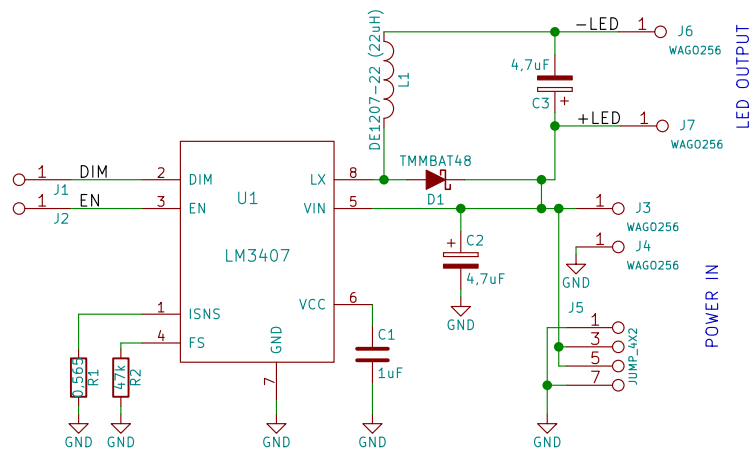 −LED 1 J6
WAGO256
DE1207−22 (22uH)
L1
4,7uF
C3 +
+LED 1 J7
WAGO256
LED OUTPUT
1 DIM 2 DIM
J1
1 EN 3 EN
J2
U1
LM3407
LX 8
TMMBAT48
D1
VIN 5
1 J3
WAGO256
1 J4
WAGO256
GND
+ C2
4,7uF
GND
POWER IN
VCC 6
C1
1uF
GND
1 ISNS
4 FS
GND
7
GND
0,565
R1
GND
47k
R2
GND
J5
1
3
5
7
JUMP_4X2
GND